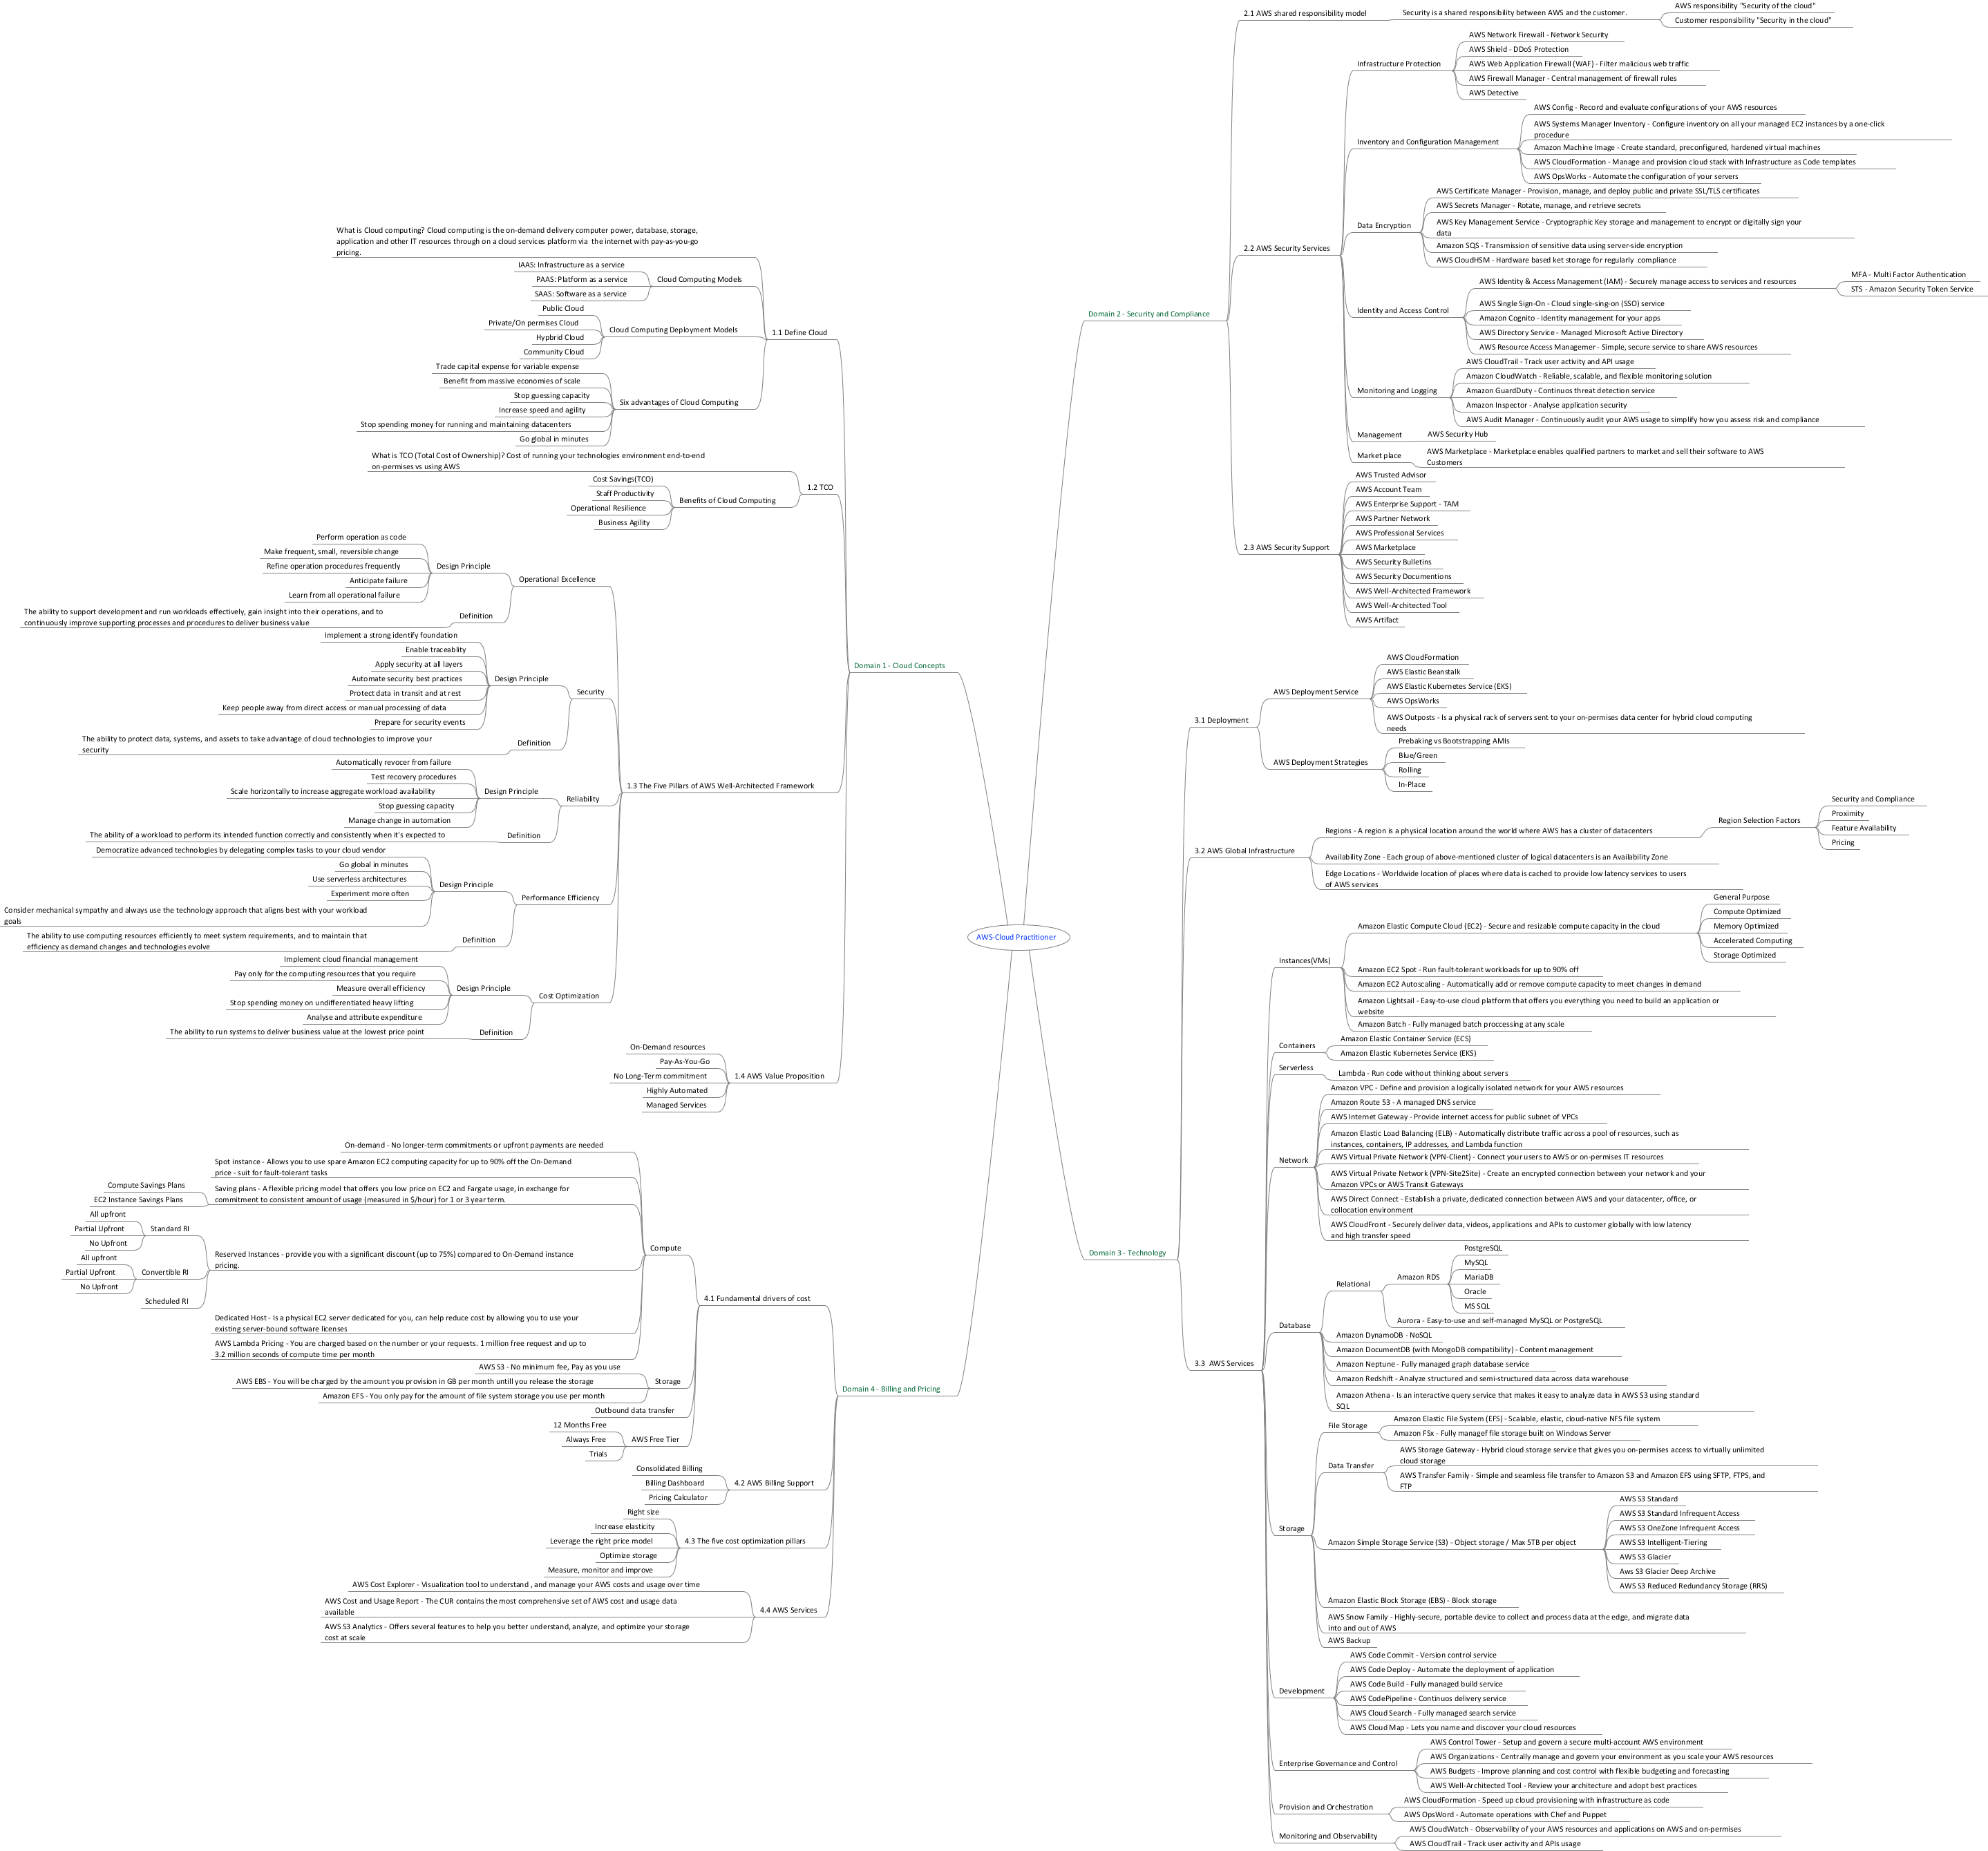 AWS-Cloud Practitioner
Domain 1 - Cloud Concepts
1.1 Define Cloud
What is Cloud computing? Cloud computing is the on-demand delivery computer power, database, storage,
application and other IT resources through on a cloud services platform via  the internet with pay-as-you-go
pricing.
Cloud Computing Models
IAAS: Infrastructure as a service
PAAS: Platform as a service
SAAS: Software as a service
Cloud Computing Deployment Models
Public Cloud
Private/On permises Cloud
Hypbrid Cloud
Community Cloud
Six advantages of Cloud Computing
Trade capital expense for variable expense
Benefit from massive economies of scale
Stop guessing capacity
Increase speed and agility
Stop spending money for running and maintaining datacenters
Go global in minutes
1.2 TCO
What is TCO (Total Cost of Ownership)? Cost of running your technologies environment end-to-end
on-permises vs using AWS
Benefits of Cloud Computing
Cost Savings(TCO)
Staff Productivity
Operational Resilience
Business Agility
1.3 The Five Pillars of AWS Well-Architected Framework
Operational Excellence
Design Principle
Perform operation as code
Make frequent, small, reversible change
Refine operation procedures frequently
Anticipate failure
Learn from all operational failure
Definition
The ability to support development and run workloads effectively, gain insight into their operations, and to
continuously improve supporting processes and procedures to deliver business value
Security
Design Principle
Implement a strong identify foundation
Enable traceablity
Apply security at all layers
Automate security best practices
Protect data in transit and at rest
Keep people away from direct access or manual processing of data
Prepare for security events
Definition
The ability to protect data, systems, and assets to take advantage of cloud technologies to improve your
security
Reliability
Design Principle
Automatically revocer from failure
Test recovery procedures
Scale horizontally to increase aggregate workload availability
Stop guessing capacity
Manage change in automation
Definition
The ability of a workload to perform its intended function correctly and consistently when it's expected to
Performance Efficiency
Design Principle
Democratize advanced technologies by delegating complex tasks to your cloud vendor
Go global in minutes
Use serverless architectures
Experiment more often
Consider mechanical sympathy and always use the technology approach that aligns best with your workload
goals
Definition
The ability to use computing resources efficiently to meet system requirements, and to maintain that
efficiency as demand changes and technologies evolve
Cost Optimization
Design Principle
Implement cloud financial management
Pay only for the computing resources that you require
Measure overall efficiency
Stop spending money on undifferentiated heavy lifting
Analyse and attribute expenditure
Definition
The ability to run systems to deliver business value at the lowest price point
1.4 AWS Value Proposition
On-Demand resources
Pay-As-You-Go
No Long-Term commitment
Highly Automated
Managed Services
Domain 2 - Security and Compliance
2.1 AWS shared responsibility model
Security is a shared responsibility between AWS and the customer.
AWS responsibility "Security of the cloud"
Customer responsibility "Security in the cloud"
2.2 AWS Security Services
Infrastructure Protection
AWS Network Firewall - Network Security
AWS Shield - DDoS Protection
AWS Web Application Firewall (WAF) - Filter malicious web traffic
AWS Firewall Manager - Central management of firewall rules
AWS Detective
Inventory and Configuration Management
AWS Config - Record and evaluate configurations of your AWS resources
AWS Systems Manager Inventory - Configure inventory on all your managed EC2 instances by a one-click
procedure
Amazon Machine Image - Create standard, preconfigured, hardened virtual machines
AWS CloudFormation - Manage and provision cloud stack with Infrastructure as Code templates
AWS OpsWorks - Automate the configuration of your servers
Data Encryption
AWS Certificate Manager - Provision, manage, and deploy public and private SSL/TLS certificates
AWS Secrets Manager - Rotate, manage, and retrieve secrets
AWS Key Management Service - Cryptographic Key storage and management to encrypt or digitally sign your
data
Amazon SQS - Transmission of sensitive data using server-side encryption
AWS CloudHSM - Hardware based ket storage for regularly  compliance
Identity and Access Control
AWS Identity & Access Management (IAM) - Securely manage access to services and resources
MFA - Multi Factor Authentication
STS - Amazon Security Token Service
AWS Single Sign-On - Cloud single-sing-on (SSO) service
Amazon Cognito - Identity management for your apps
AWS Directory Service - Managed Microsoft Active Directory
AWS Resource Access Managemer - Simple, secure service to share AWS resources
Monitoring and Logging
AWS CloudTrail - Track user activity and API usage
Amazon CloudWatch - Reliable, scalable, and flexible monitoring solution
Amazon GuardDuty - Continuos threat detection service
Amazon Inspector - Analyse application security
AWS Audit Manager - Continuously audit your AWS usage to simplify how you assess risk and compliance
Management
AWS Security Hub
Market place
AWS Marketplace - Marketplace enables qualified partners to market and sell their software to AWS
Customers
2.3 AWS Security Support
AWS Trusted Advisor
AWS Account Team
AWS Enterprise Support - TAM
AWS Partner Network
AWS Professional Services
AWS Marketplace
AWS Security Bulletins
AWS Security Documentions
AWS Well-Architected Framework
AWS Well-Architected Tool
AWS Artifact
Domain 3 - Technology
3.1 Deployment
AWS Deployment Service
AWS CloudFormation
AWS Elastic Beanstalk
AWS Elastic Kubernetes Service (EKS)
AWS OpsWorks
AWS Outposts - Is a physical rack of servers sent to your on-permises data center for hybrid cloud computing
needs
AWS Deployment Strategies
Prebaking vs Bootstrapping AMIs
Blue/Green
Rolling
In-Place
3.2 AWS Global Infrastructure
Regions - A region is a physical location around the world where AWS has a cluster of datacenters
Region Selection Factors
Security and Compliance
Proximity
Feature Availability
Pricing
Availability Zone - Each group of above-mentioned cluster of logical datacenters is an Availability Zone
Edge Locations - Worldwide location of places where data is cached to provide low latency services to users
of AWS services
3.3  AWS Services
Instances(VMs)
Amazon Elastic Compute Cloud (EC2) - Secure and resizable compute capacity in the cloud
General Purpose
Compute Optimized
Memory Optimized
Accelerated Computing
Storage Optimized
Amazon EC2 Spot - Run fault-tolerant workloads for up to 90% off
Amazon EC2 Autoscaling - Automatically add or remove compute capacity to meet changes in demand
Amazon Lightsail - Easy-to-use cloud platform that offers you everything you need to build an application or
website
Amazon Batch - Fully managed batch proccessing at any scale
Containers
Amazon Elastic Container Service (ECS)
Amazon Elastic Kubernetes Service (EKS)
Serverless
Lambda - Run code without thinking about servers
Network
Amazon VPC - Define and provision a logically isolated network for your AWS resources
Amazon Route 53 - A managed DNS service
AWS Internet Gateway - Provide internet access for public subnet of VPCs
Amazon Elastic Load Balancing (ELB) - Automatically distribute traffic across a pool of resources, such as
instances, containers, IP addresses, and Lambda function
AWS Virtual Private Network (VPN-Client) - Connect your users to AWS or on-permises IT resources
AWS Virtual Private Network (VPN-Site2Site) - Create an encrypted connection between your network and your
Amazon VPCs or AWS Transit Gateways
AWS Direct Connect - Establish a private, dedicated connection between AWS and your datacenter, office, or
collocation environment
AWS CloudFront - Securely deliver data, videos, applications and APIs to customer globally with low latency
and high transfer speed
Database
Relational
Amazon RDS
PostgreSQL
MySQL
MariaDB
Oracle
MS SQL
Aurora - Easy-to-use and self-managed MySQL or PostgreSQL
Amazon DynamoDB - NoSQL
Amazon DocumentDB (with MongoDB compatibility) - Content management
Amazon Neptune - Fully managed graph database service
Amazon Redshift - Analyze structured and semi-structured data across data warehouse
Amazon Athena - Is an interactive query service that makes it easy to analyze data in AWS S3 using standard
SQL
Storage
File Storage
Amazon Elastic File System (EFS) - Scalable, elastic, cloud-native NFS file system
Amazon FSx - Fully managef file storage built on Windows Server
Data Transfer
AWS Storage Gateway - Hybrid cloud storage service that gives you on-permises access to virtually unlimited
cloud storage
AWS Transfer Family - Simple and seamless file transfer to Amazon S3 and Amazon EFS using SFTP, FTPS, and
FTP
Amazon Simple Storage Service (S3) - Object storage / Max 5TB per object
AWS S3 Standard
AWS S3 Standard Infrequent Access
AWS S3 OneZone Infrequent Access
AWS S3 Intelligent-Tiering
AWS S3 Glacier
Aws S3 Glacier Deep Archive
AWS S3 Reduced Redundancy Storage (RRS)
Amazon Elastic Block Storage (EBS) - Block storage
AWS Snow Family - Highly-secure, portable device to collect and process data at the edge, and migrate data
into and out of AWS
AWS Backup
Development
AWS Code Commit - Version control service
AWS Code Deploy - Automate the deployment of application
AWS Code Build - Fully managed build service
AWS CodePipeline - Continuos delivery service
AWS Cloud Search - Fully managed search service
AWS Cloud Map - Lets you name and discover your cloud resources
Enterprise Governance and Control
AWS Control Tower - Setup and govern a secure multi-account AWS environment
AWS Organizations - Centrally manage and govern your environment as you scale your AWS resources
AWS Budgets - Improve planning and cost control with flexible budgeting and forecasting
AWS Well-Architected Tool - Review your architecture and adopt best practices
Provision and Orchestration
AWS CloudFormation - Speed up cloud provisioning with infrastructure as code
AWS OpsWord - Automate operations with Chef and Puppet
Monitoring and Observability
AWS CloudWatch - Observability of your AWS resources and applications on AWS and on-permises
AWS CloudTrail - Track user activity and APIs usage
Domain 4 - Billing and Pricing
4.1 Fundamental drivers of cost
Compute
On-demand - No longer-term commitments or upfront payments are needed
Spot instance - Allows you to use spare Amazon EC2 computing capacity for up to 90% off the On-Demand
price - suit for fault-tolerant tasks
Saving plans - A flexible pricing model that offers you low price on EC2 and Fargate usage, in exchange for
commitment to consistent amount of usage (measured in $/hour) for 1 or 3 year term.
Compute Savings Plans
EC2 Instance Savings Plans
Reserved Instances - provide you with a significant discount (up to 75%) compared to On-Demand instance
pricing.
Standard RI
All upfront
Partial Upfront
No Upfront
Convertible RI
All upfront
Partial Upfront
No Upfront
Scheduled RI
Dedicated Host - Is a physical EC2 server dedicated for you, can help reduce cost by allowing you to use your
existing server-bound software licenses
AWS Lambda Pricing - You are charged based on the number or your requests. 1 million free request and up to
3.2 million seconds of compute time per month
Storage
AWS S3 - No minimum fee, Pay as you use
AWS EBS - You will be charged by the amount you provision in GB per month untill you release the storage
Amazon EFS - You only pay for the amount of file system storage you use per month
Outbound data transfer
AWS Free Tier
12 Months Free
Always Free
Trials
4.2 AWS Billing Support
Consolidated Billing
Billing Dashboard
Pricing Calculator
4.3 The five cost optimization pillars
Right size
Increase elasticity
Leverage the right price model
Optimize storage
Measure, monitor and improve
4.4 AWS Services
AWS Cost Explorer - Visualization tool to understand , and manage your AWS costs and usage over time
AWS Cost and Usage Report - The CUR contains the most comprehensive set of AWS cost and usage data
available
AWS S3 Analytics - Offers several features to help you better understand, analyze, and optimize your storage
cost at scale